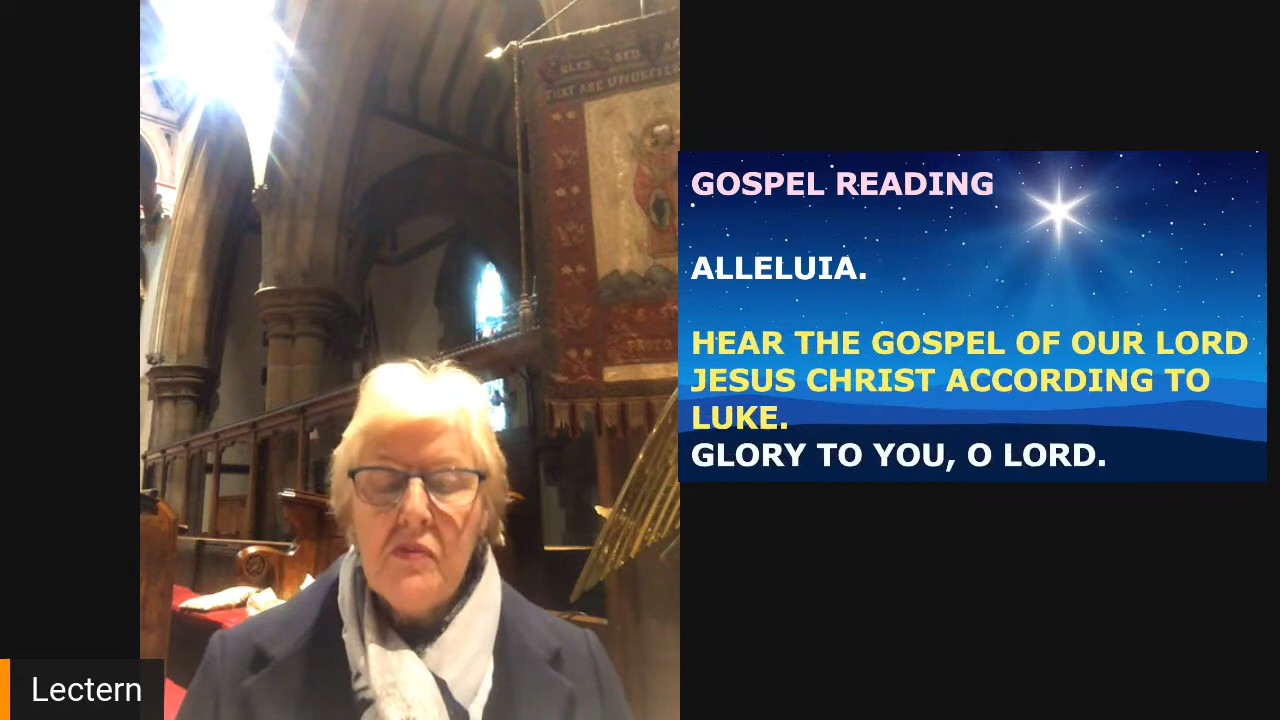 BLESSED
THAT ARE UNDEFILED
GOSPEL READING
ALLELUIA.
HEAR THE GOSPEL OF OUR LORD
JESUS CHRIST ACCORDING TO
LUKE.
GLORY TO YOU, O LORD.
Lectern